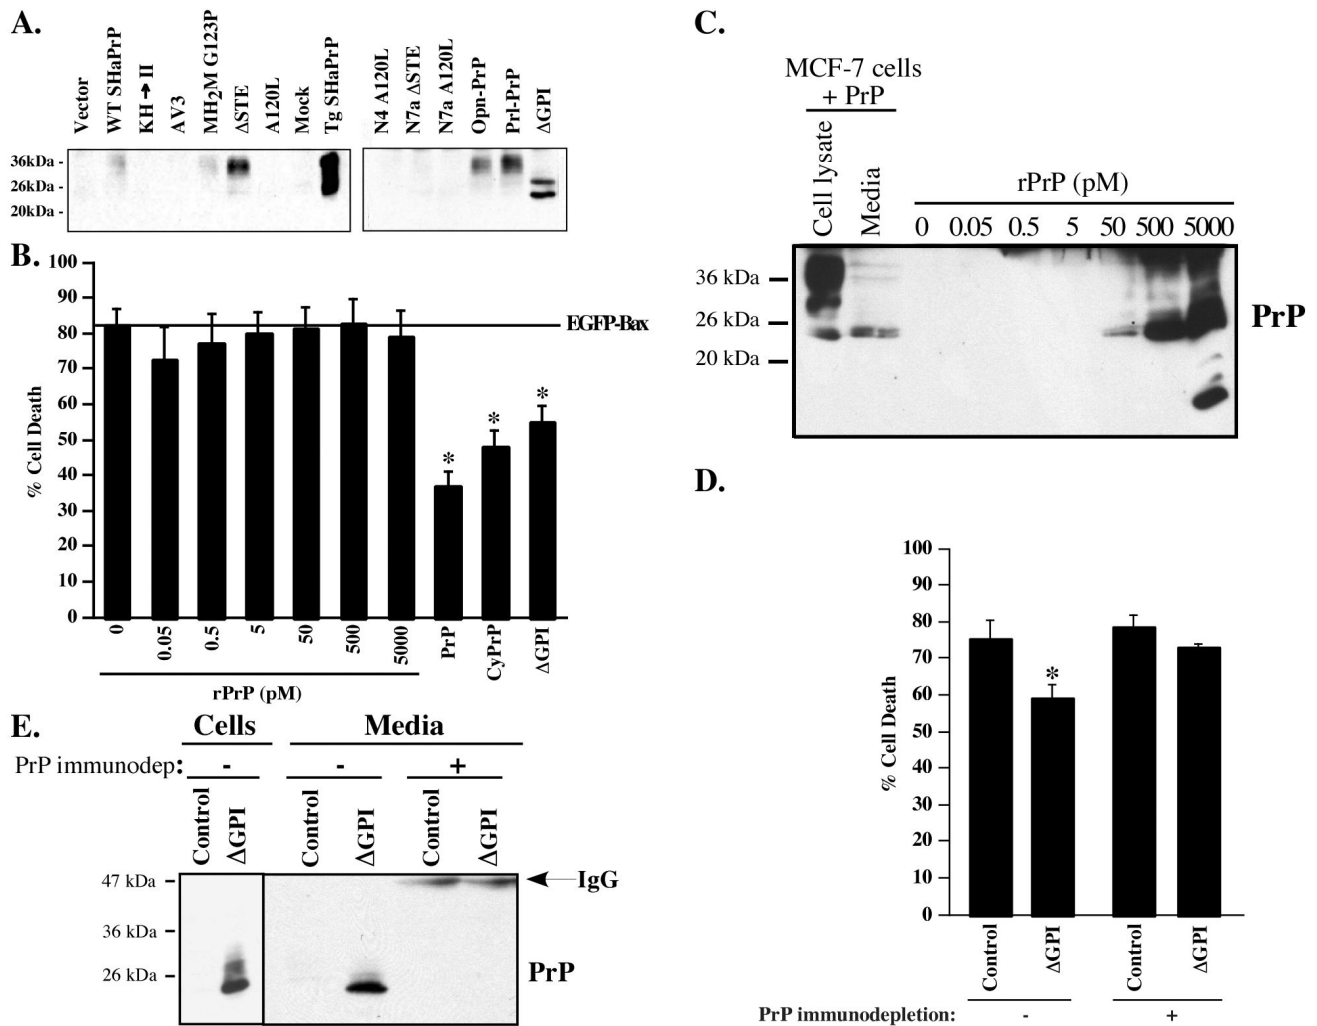 A.
Vector
WT SHaPrP
KH → II
AV3
MH2M G123P
ΔSTE
A120L
Mock
Tg SHaPrP
N4 A120L
N7a ΔSTE
N7a A120L
Opn-PrP
Prl-PrP
ΔGPI
36kDa -
26kDa -
20kDa -
B.
100
90
80
70
60
50
40
30
20
10
0
% Cell Death
EGFP-Bax
* * *
0 0.05 0.5 5 50 500 5000 PrP CyPrP ΔGPI
rPrP (pM)
C.
MCF-7 cells
+ PrP
Cell lysate
Media
rPrP (pM)
0 0.05 0.5 5 50 500 5000
36 kDa
26 kDa
20 kDa
PrP
D.
100
90
80
70
60
50
40
30
20
10
0
% Cell Death
*
Control ΔGPI Control ΔGPI
PrP immunodepletion: - +
E.
Cells Media
PrP immunodep: - - +
Control ΔGPI Control ΔGPI Control ΔGPI
47 kDa -
36 kDa -
26 kDa -
IgG
PrP